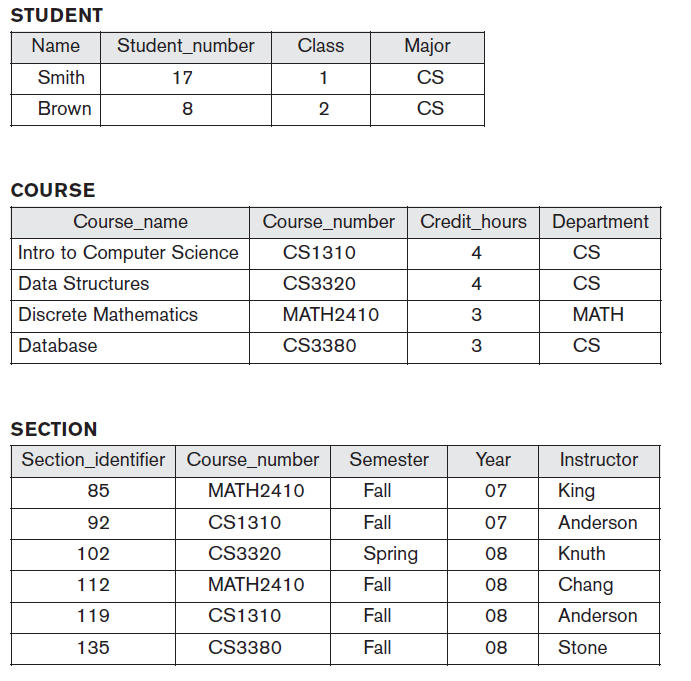 STUDENT
Name Student_number Class Major
Smith 17 1 CS
Brown 8 2 CS
COURSE
Course_name Course_number Credit_hours Department
Intro to Computer Science CS1310 4 CS
Data Structures CS3320 4 CS
Discrete Mathematics MATH2410 3 MATH
Database CS3380 3 CS
SECTION
Section_identifier Course_number Semester Year Instructor
85 MATH2410 Fall 07 King
92 CS1310 Fall 07 Anderson
102 CS3320 Spring 08 Knuth
112 MATH2410 Fall 08 Chang
119 CS1310 Fall 08 Anderson
135 CS3380 Fall 08 Stone